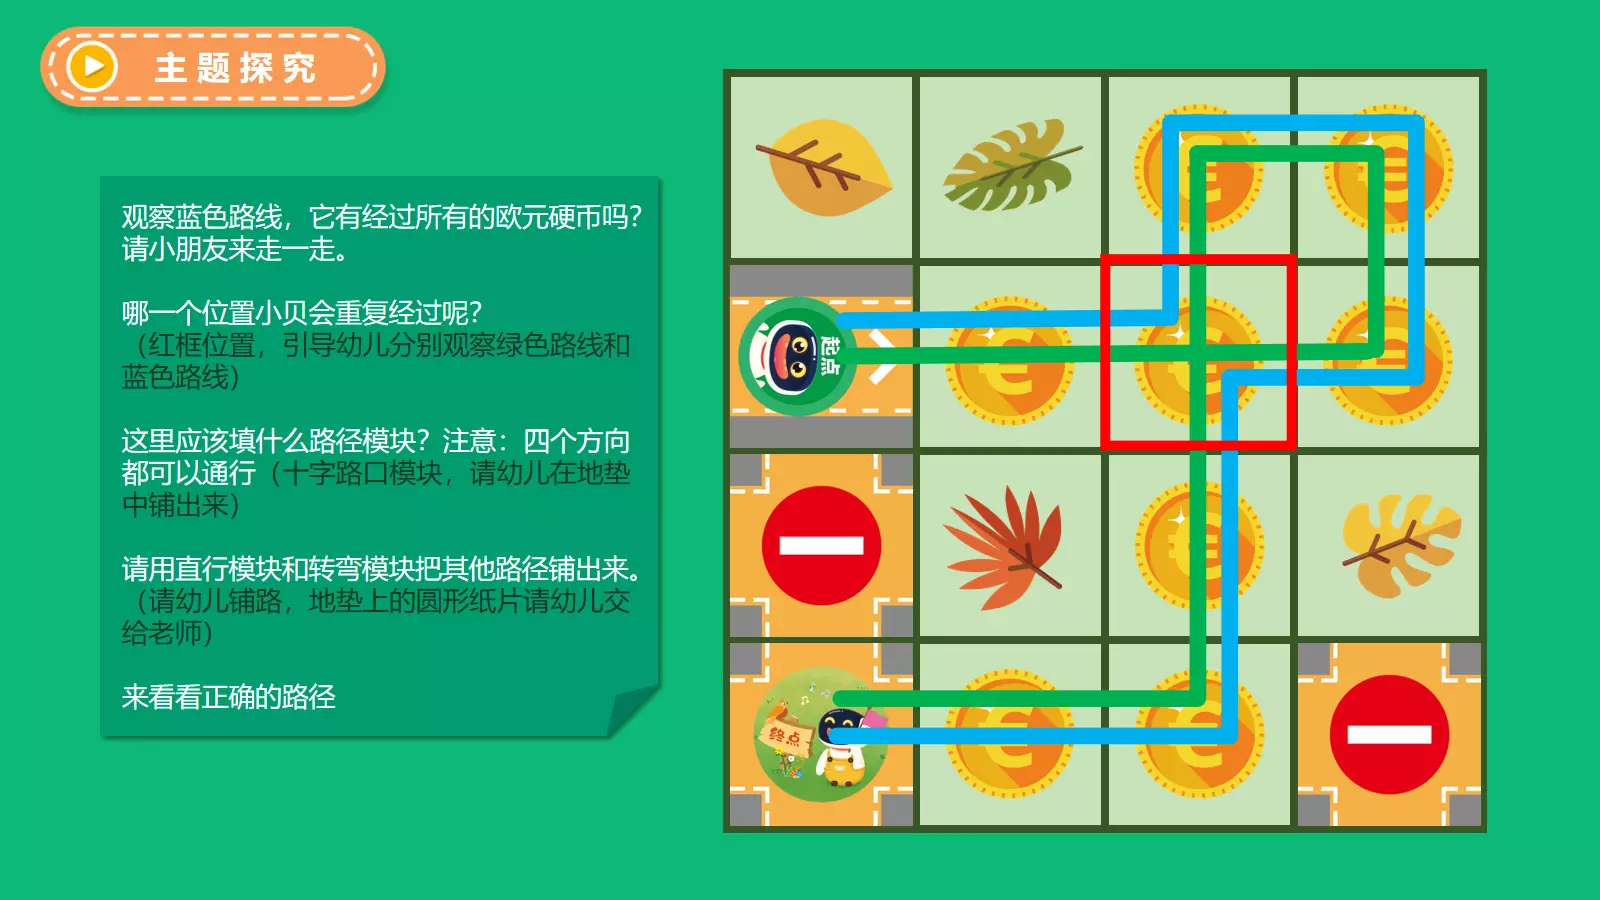 主题探究
观察蓝色路线，它有经过所有的欧元硬币吗？
请小朋友来走一走。
哪一个位置小贝会重复经过呢？
（红框位置，引导幼儿分别观察绿色路线和
蓝色路线）
这里应该填什么路径模块？注意：四个方向
都可以通行（十字路口模块，请幼儿在地垫
中铺出来）
请用直行模块和转弯模块把其他路径铺出来。
（请幼儿铺路，地垫上的圆形纸片请幼儿交
给老师）
来看看正确的路径
起点
终点